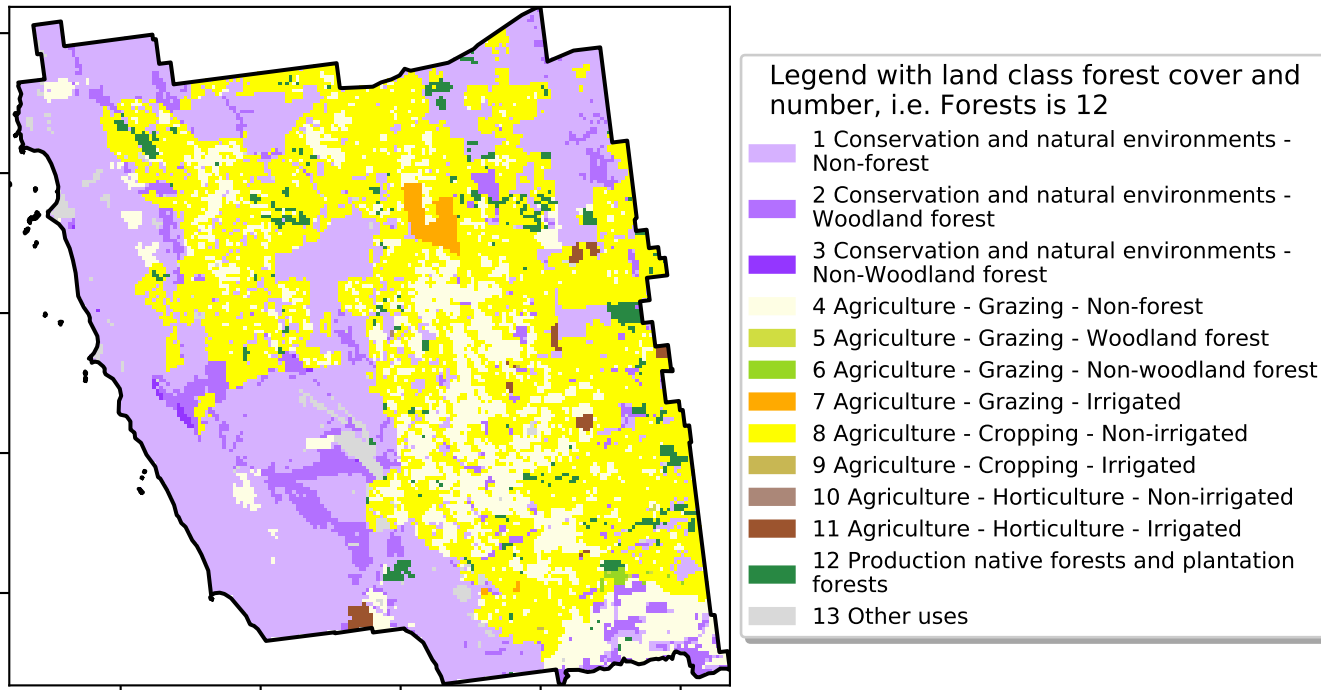 Legend with land class forest cover and
number, i.e. Forests is 12
1 Conservation and natural environments -
Non-forest
2 Conservation and natural environments -
Woodland forest
3 Conservation and natural environments -
Non-Woodland forest
4 Agriculture - Grazing - Non-forest
5 Agriculture - Grazing - Woodland forest
6 Agriculture - Grazing - Non-woodland forest
7 Agriculture - Grazing - Irrigated
8 Agriculture - Cropping - Non-irrigated
9 Agriculture - Cropping - Irrigated
10 Agriculture - Horticulture - Non-irrigated
11 Agriculture - Horticulture - Irrigated
12 Production native forests and plantation
forests
13 Other uses